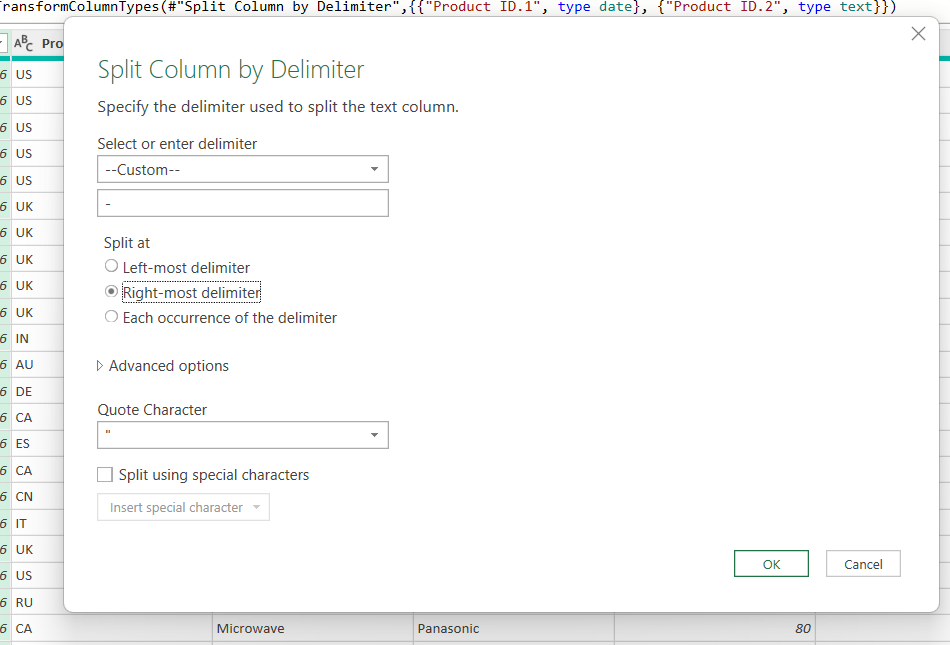 TransformColumnTypes(#"Split Column by Delimiter",{{"Product ID.1", type date}, {"Product ID.2", type text}})
ABC Pro
6 US
6 US
6 US
6 US
6 US
6 UK
6 UK
6 UK
6 UK
6 UK
6 IN
6 AU
6 DE
6 CA
6 ES
6 CA
6 CN
6 IT
6 UK
6 US
6 RU
6 CA Microwave Panasonic 80
Split Column by Delimiter
Specify the delimiter used to split the text column.
Select or enter delimiter
--Custom--
-
Split at
Left-most delimiter
Right-most delimiter
Each occurrence of the delimiter
Advanced options
Quote Character
"
Split using special characters
Insert special character
OK Cancel